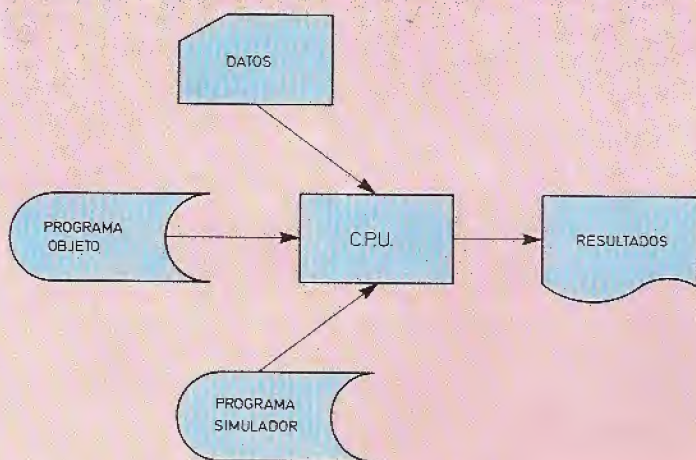 DATOS
PROGRAMA
OBJETO
C.P.U.
RESULTADOS
PROGRAMA
SIMULADOR